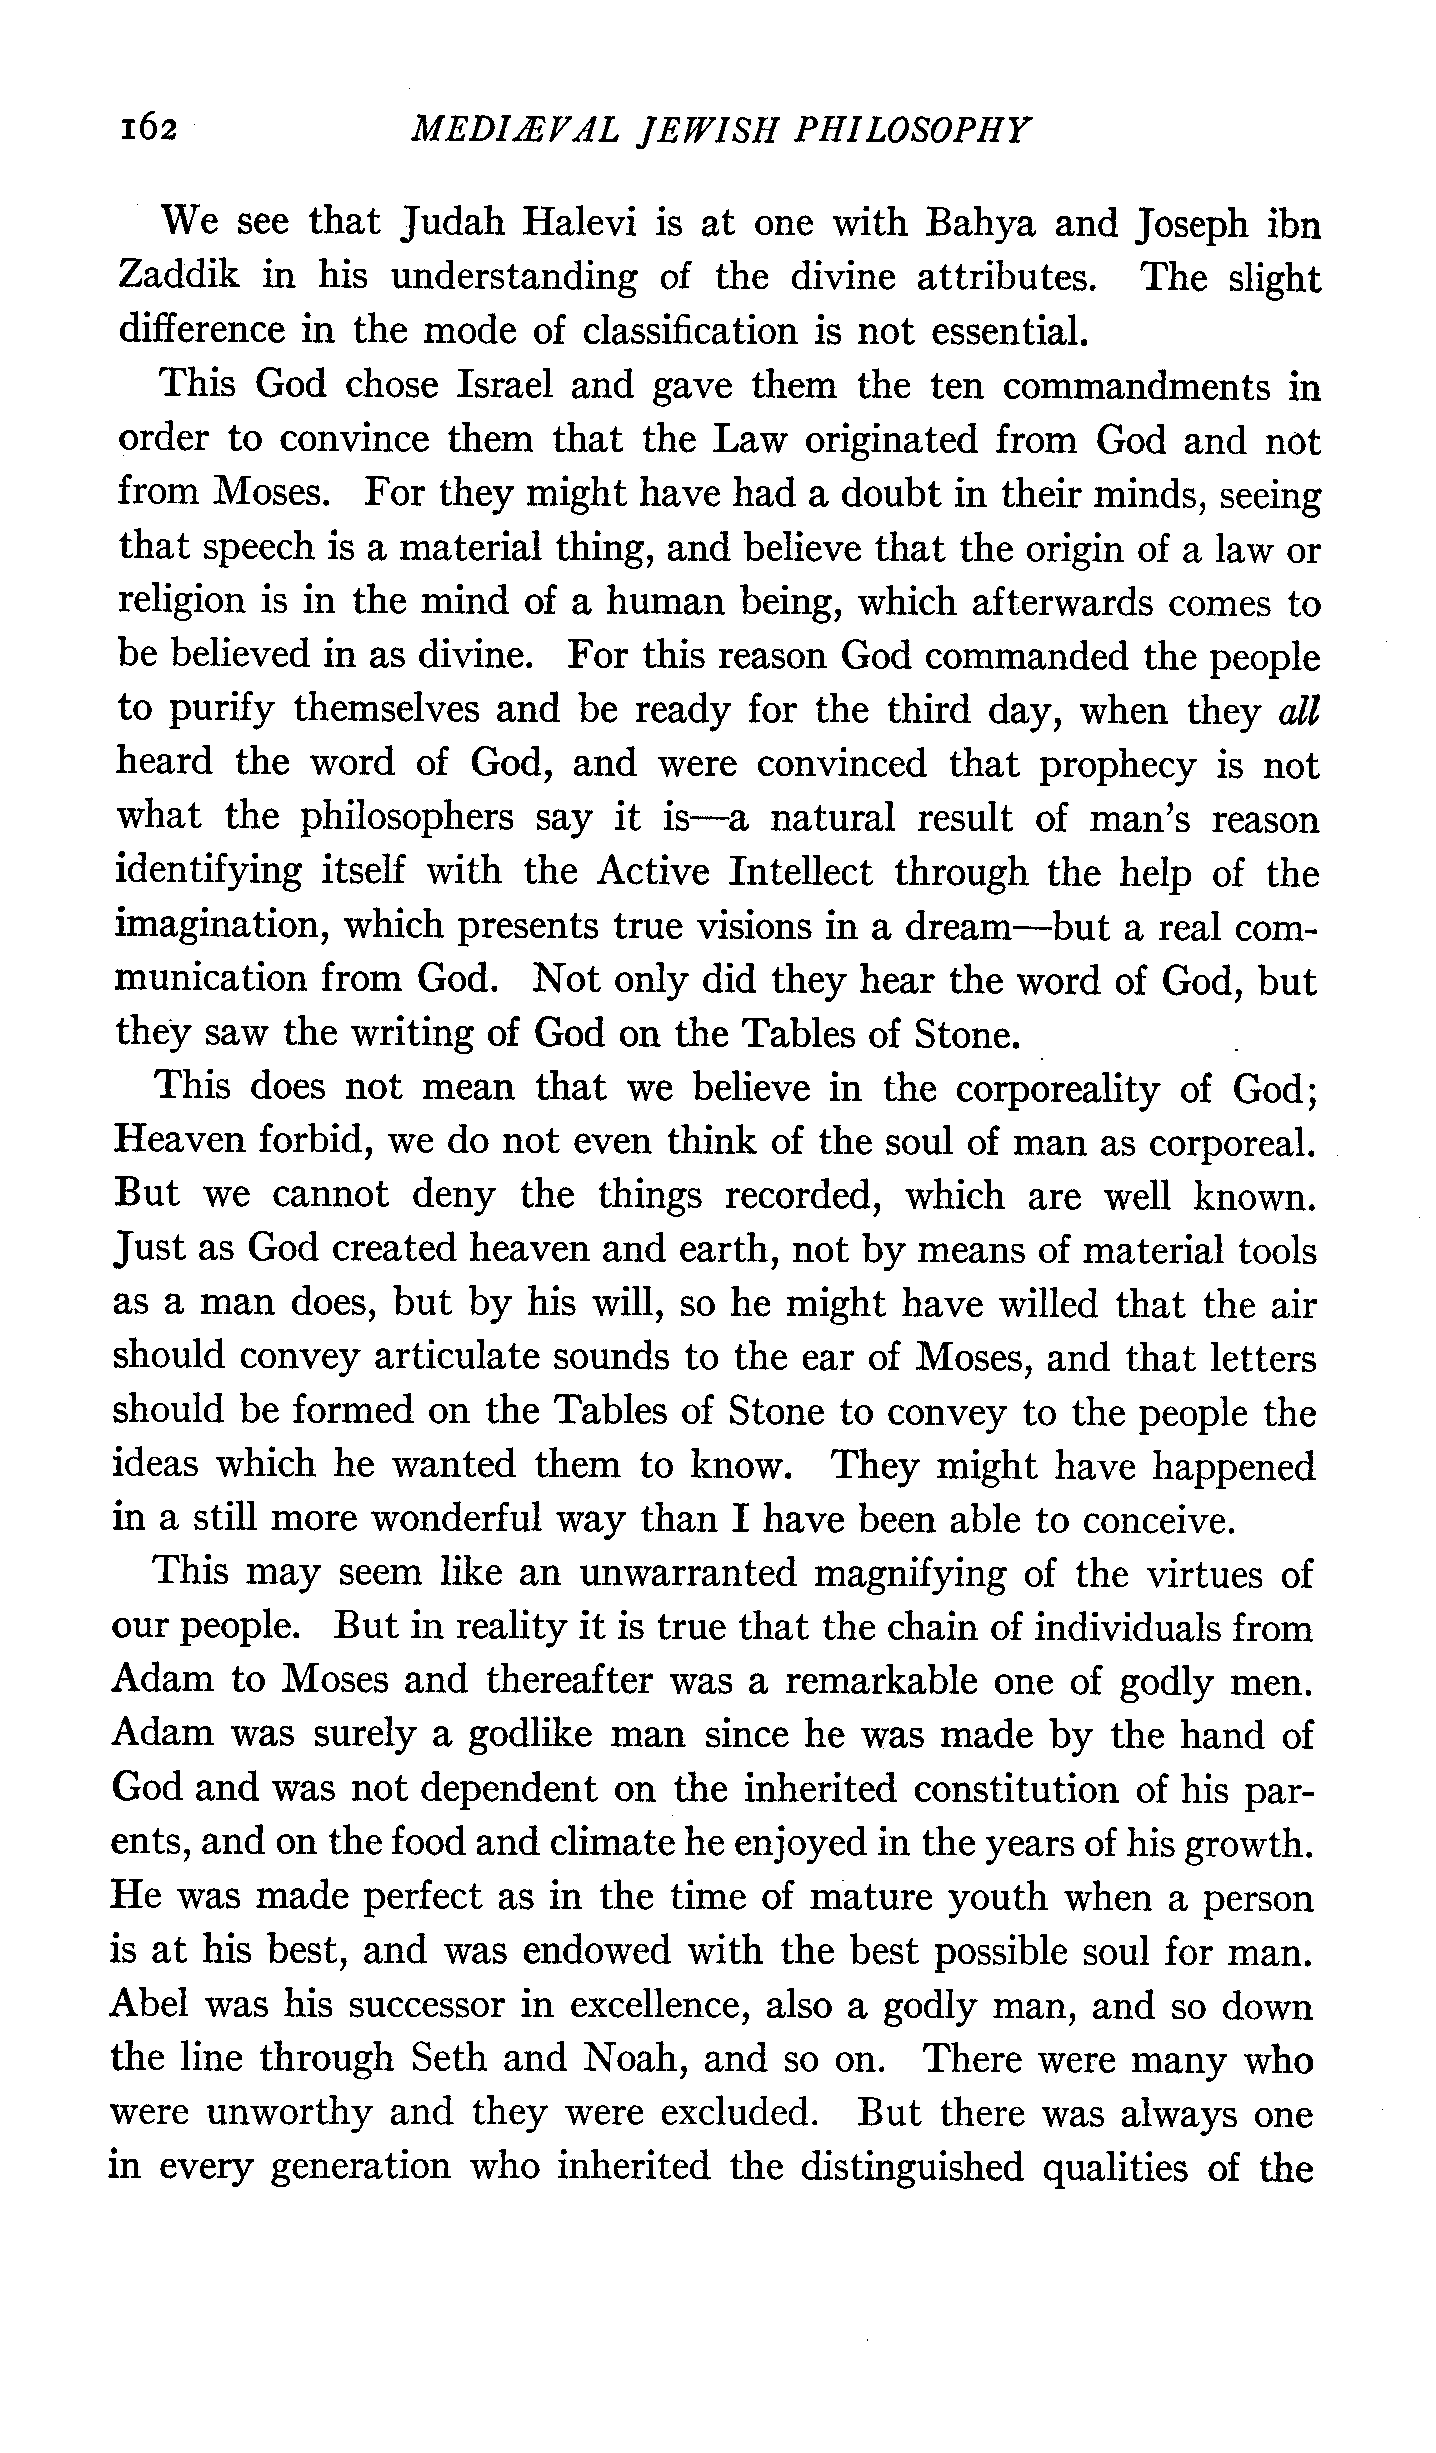 162 MEDIÆVAL JEWISH PHILOSOPHY
We see that Judah Halevi is at one with Bahya and Joseph ibn
Zaddik in his understanding of the divine attributes. The slight
difference in the mode of classification is not essential.
This God chose Israel and gave them the ten commandments in
order to convince them that the Law originated from God and not
from Moses. For they might have had a doubt in their minds, seeing
that speech is a material thing, and believe that the origin of a law or
religion is in the mind of a human being, which afterwards comes to
be believed in as divine. For this reason God commanded the people
to purify themselves and be ready for the third day, when they all
heard the word of God, and were convinced that prophecy is not
what the philosophers say it is—a natural result of man's reason
identifying itself with the Active Intellect through the help of the
imagination, which presents true visions in a dream—but a real com-
munication from God. Not only did they hear the word of God, but
they saw the writing of God on the Tables of Stone.
This does not mean that we believe in the corporeality of God;
Heaven forbid, we do not even think of the soul of man as corporeal.
But we cannot deny the things recorded, which are well known.
Just as God created heaven and earth, not by means of material tools
as a man does, but by his will, so he might have willed that the air
should convey articulate sounds to the ear of Moses, and that letters
should be formed on the Tables of Stone to convey to the people the
ideas which he wanted them to know. They might have happened
in a still more wonderful way than I have been able to conceive.
This may seem like an unwarranted magnifying of the virtues of
our people. But in reality it is true that the chain of individuals from
Adam to Moses and thereafter was a remarkable one of godly men.
Adam was surely a godlike man since he was made by the hand of
God and was not dependent on the inherited constitution of his par-
ents, and on the food and climate he enjoyed in the years of his growth.
He was made perfect as in the time of mature youth when a person
is at his best, and was endowed with the best possible soul for man.
Abel was his successor in excellence, also a godly man, and so down
the line through Seth and Noah, and so on. There were many who
were unworthy and they were excluded. But there was always one
in every generation who inherited the distinguished qualities of the